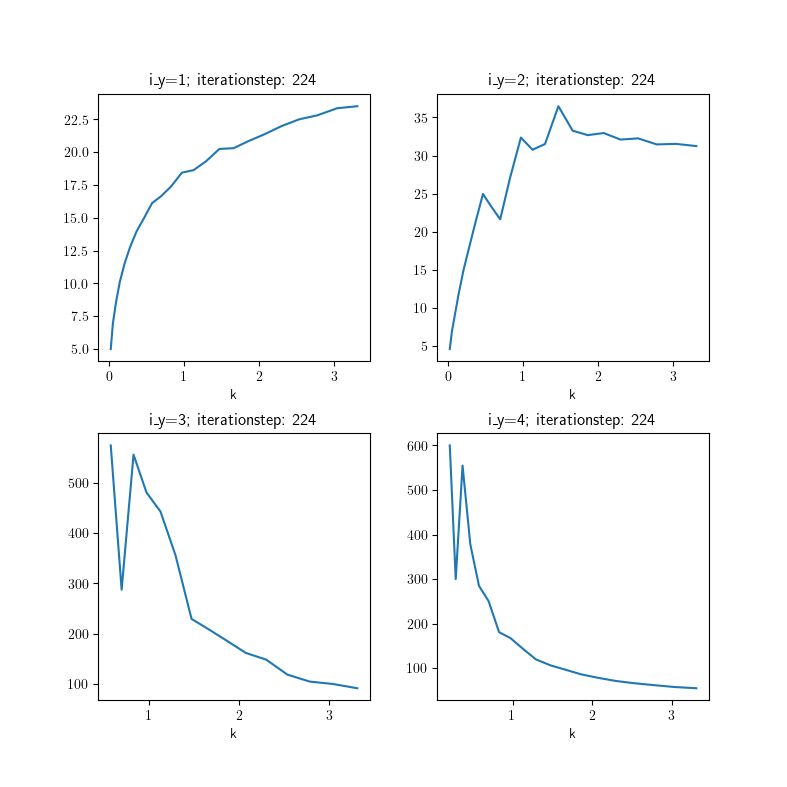 i_y=1; iterationstep: 224
22.5
20.0
17.5
15.0
12.5
10.0
7.5
5.0
0 1 2 3
k
i_y=2; iterationstep: 224
35
30
25
20
15
10
5
0 1 2 3
k
i_y=3; iterationstep: 224
500
400
300
200
100
1 2 3
k
i_y=4; iterationstep: 224
600
500
400
300
200
100
1 2 3
k